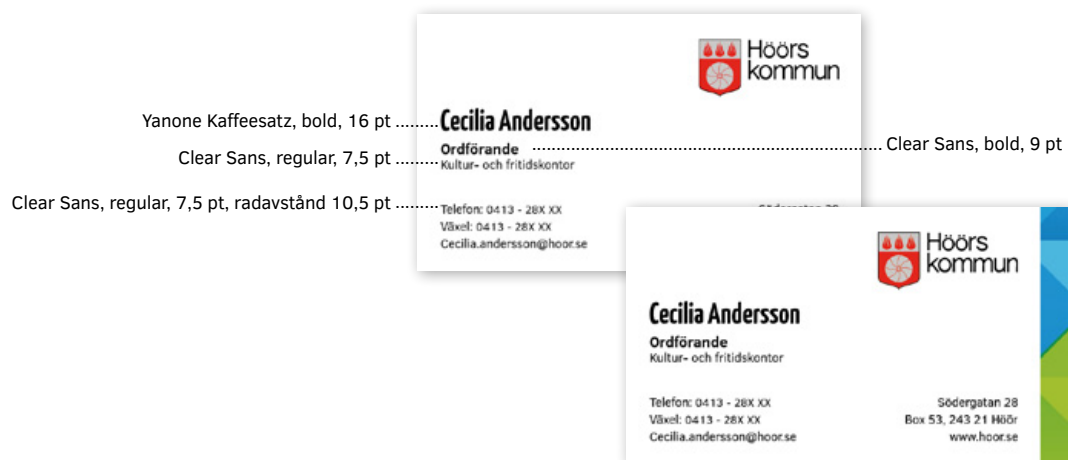 Höörs
kommun
Yanone Kaffeesatz, bold, 16 pt .........
Cecilia Andersson
Ordförande
.................................................................................... Clear Sans, bold, 9 pt
Clear Sans, regular, 7,5 pt .........
Kultur- och fritidskontor
Clear Sans, regular, 7,5 pt, radavstånd 10,5 pt .........
Telefon: 0413 - 28X XX
Växel: 0413 - 28X XX
Cecilia.andersson@hoor.se
Höörs
kommun
Cecilia Andersson
Ordförande
Kultur- och fritidskontor
Telefon: 0413 - 28X XX
Växel: 0413 - 28X XX
Cecilia.andersson@hoor.se
Södergatan 28
Box 53, 243 21 Höör
www.hoor.se